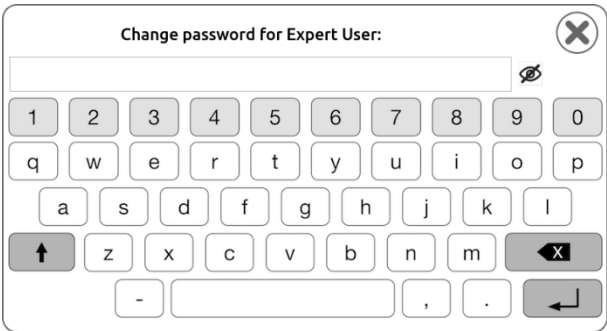 Change password for Expert User:
1 2 3 4 5 6 7 8 9 0
q w e r t y u i o p
a s d f g h j k l
z x c v b n m X
- , .